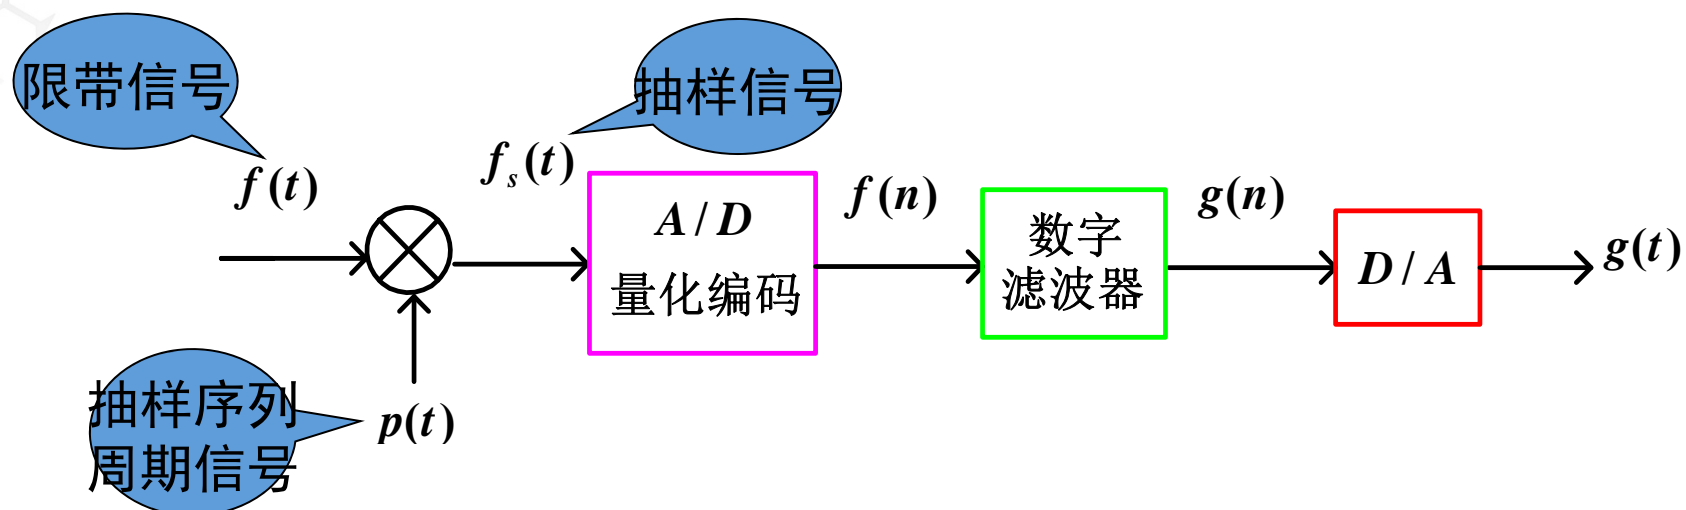 限带信号
抽样信号
f(t)
f_s(t)
A/D
量化编码
f(n)
数字
滤波器
g(n)
D/A
g(t)
抽样序列
周期信号
p(t)